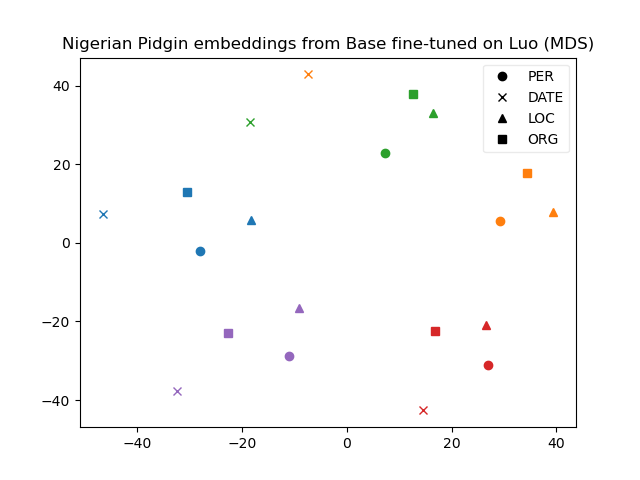 Nigerian Pidgin embeddings from Base fine-tuned on Luo (MDS)
PER
DATE
LOC
ORG
40
20
0
−20
−40
−40 −20 0 20 40